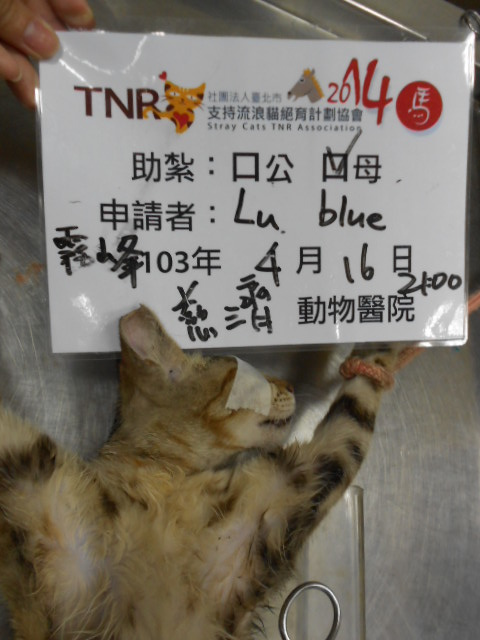 TNR 社團法人臺北市 2014 馬
支持流浪貓絕育計劃協會
Stray Cats TNR Association
助紮：口公 口母
申請者：Lu blue
霧峰 103年 4月16日
21:00
慈濟 動物醫院